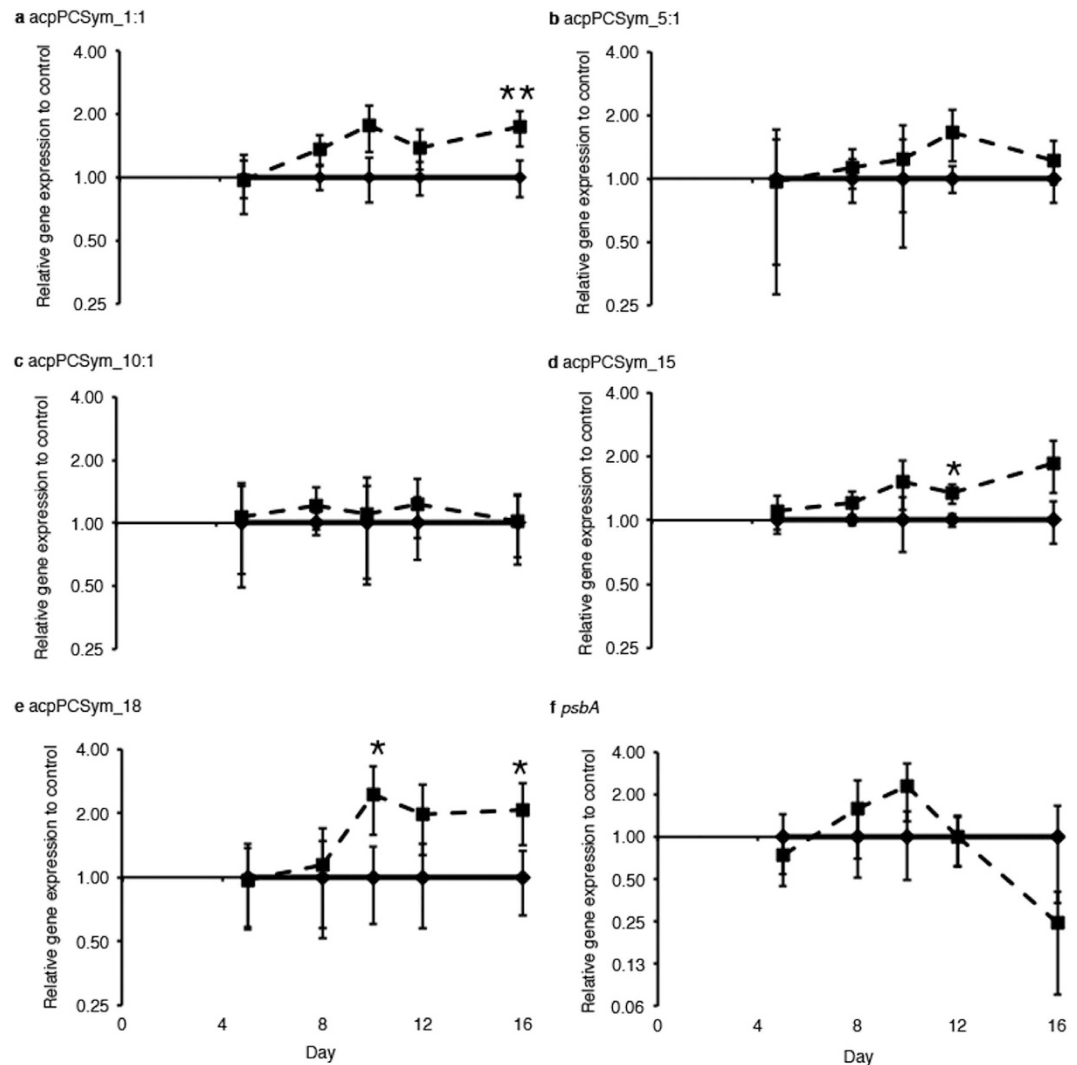 a acpPCSym_1:1
Relative gene expression to control
4.00
2.00
1.00
0.50
0.25
**
b acpPCSym_5:1
Relative gene expression to control
4.00
2.00
1.00
0.50
0.25
c acpPCSym_10:1
Relative gene expression to control
4.00
2.00
1.00
0.50
0.25
d acpPCSym_15
Relative gene expression to control
4.00
2.00
1.00
0.50
0.25
*
e acpPCSym_18
Relative gene expression to control
4.00
2.00
1.00
0.50
0.25
*
*
0 4 8 12 16
Day
f psbA
Relative gene expression to control
4.00
2.00
1.00
0.50
0.25
0.13
0.06
0 4 8 12 16
Day